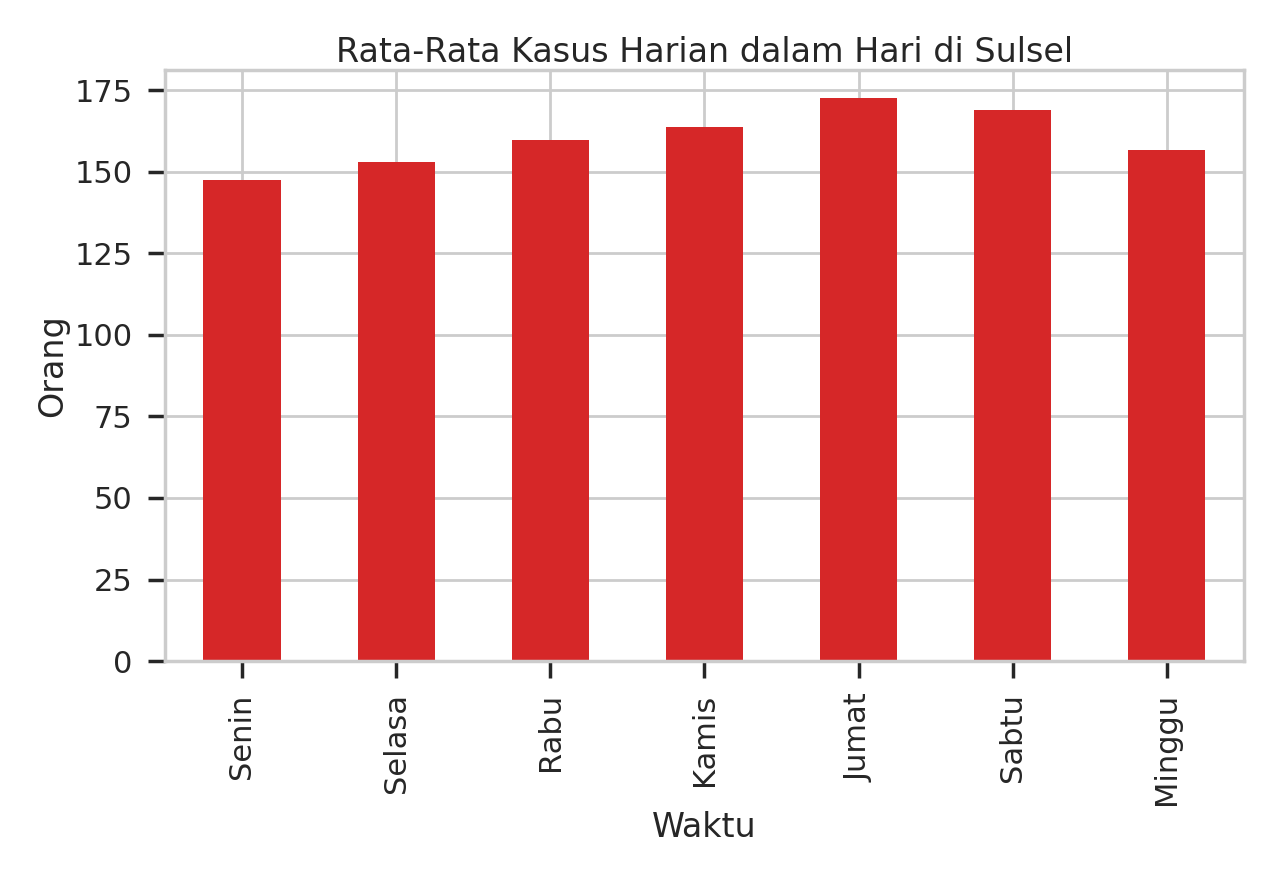 Rata-Rata Kasus Harian dalam Hari di Sulsel
Orang
175
150
125
100
75
50
25
0
Senin
Selasa
Rabu
Kamis
Jumat
Sabtu
Minggu
Waktu